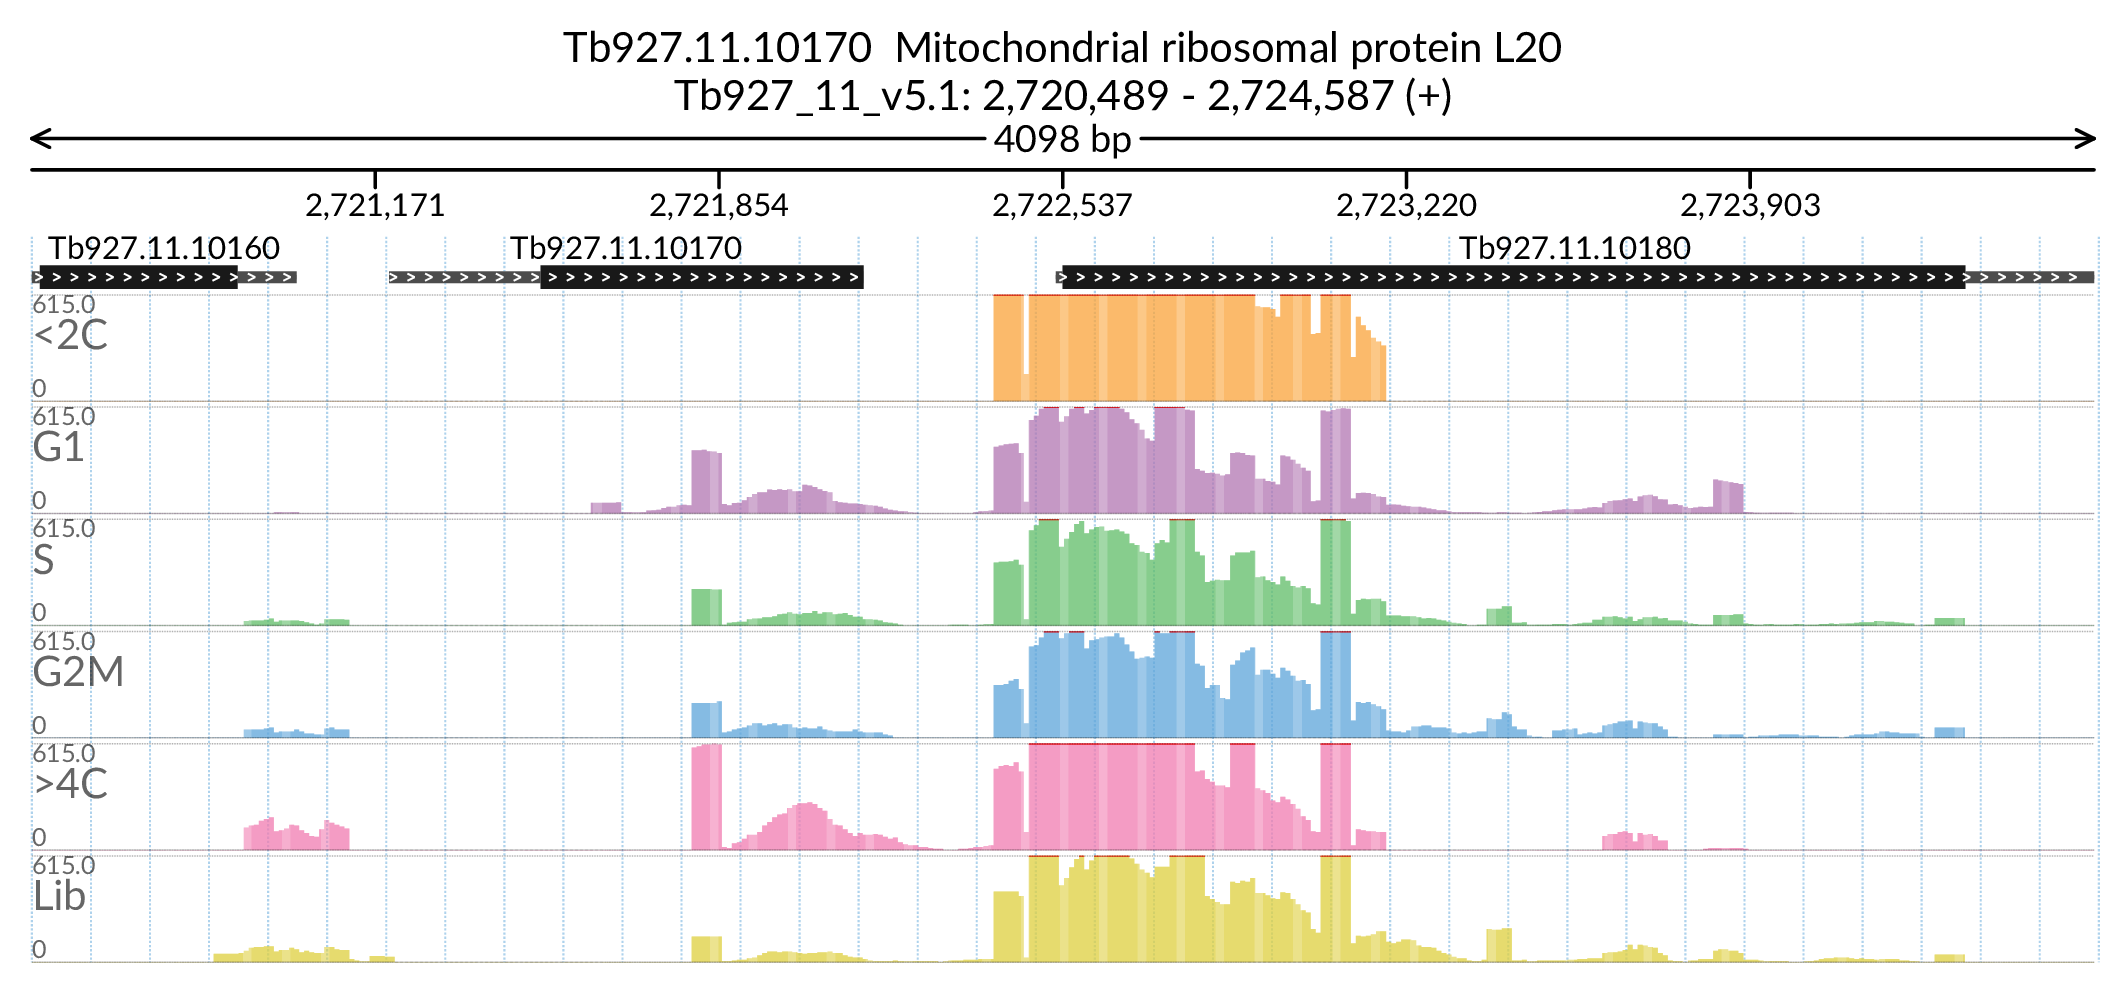 Tb927.11.10170  Mitochondrial ribosomal protein L20
Tb927_11_v5.1: 2,720,489 - 2,724,587 (+)
4098 bp
2,721,171 2,721,854 2,722,537 2,723,220 2,723,903
Tb927.11.10160 Tb927.11.10170 Tb927.11.10180
615.0
<2C
0
615.0
G1
0
615.0
S
0
615.0
G2M
0
615.0
>4C
0
615.0
Lib
0